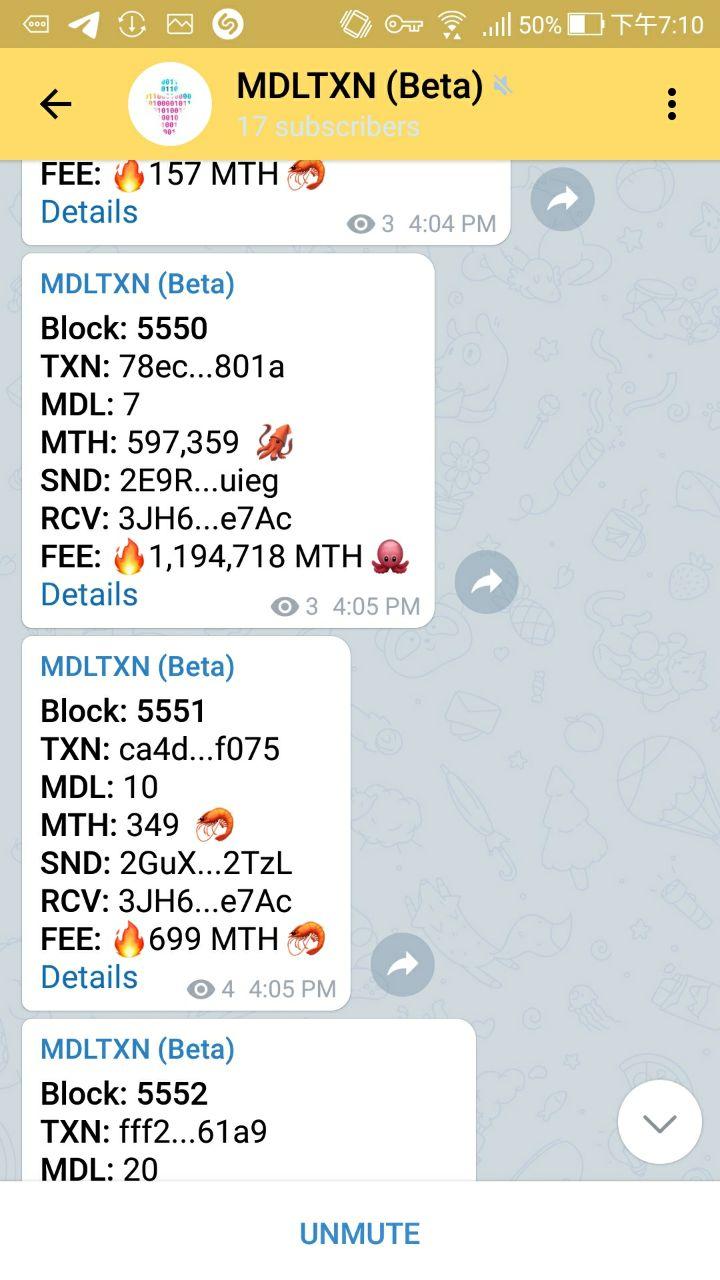 50% 下午7:10
MDLTXN (Beta)
17 subscribers
FEE: 🔥157 MTH🦐
Details
3 4:04 PM
MDLTXN (Beta)
Block: 5550
TXN: 78ec...801a
MDL: 7
MTH: 597,359 🦑
SND: 2E9R...uieg
RCV: 3JH6...e7Ac
FEE: 🔥1,194,718 MTH🐙
Details
3 4:05 PM
MDLTXN (Beta)
Block: 5551
TXN: ca4d...f075
MDL: 10
MTH: 349 🦐
SND: 2GuX...2TzL
RCV: 3JH6...e7Ac
FEE: 🔥699 MTH🦐
Details
4 4:05 PM
MDLTXN (Beta)
Block: 5552
TXN: fff2...61a9
MDL: 20
UNMUTE